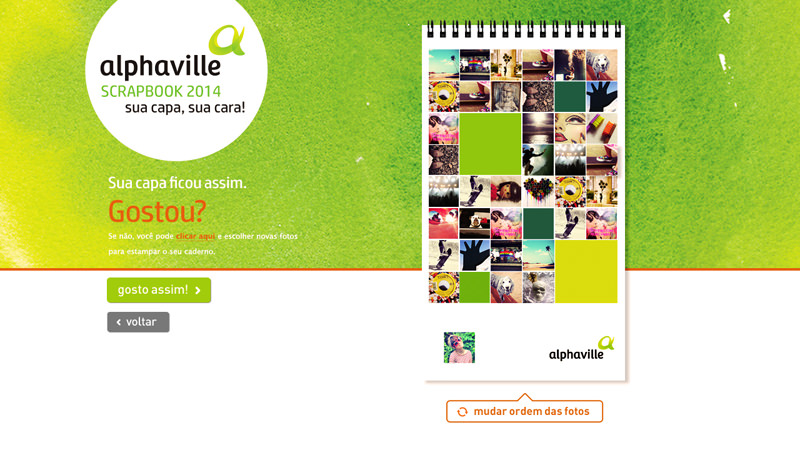 alphaville
SCRAPBOOK 2014
sua capa, sua cara!
Sua capa ficou assim.
Gostou?
Se não, você pode clicar aqui e escolher novas fotos
para estampar o seu caderno.
gosto assim!
voltar
alphaville
mudar ordem das fotos